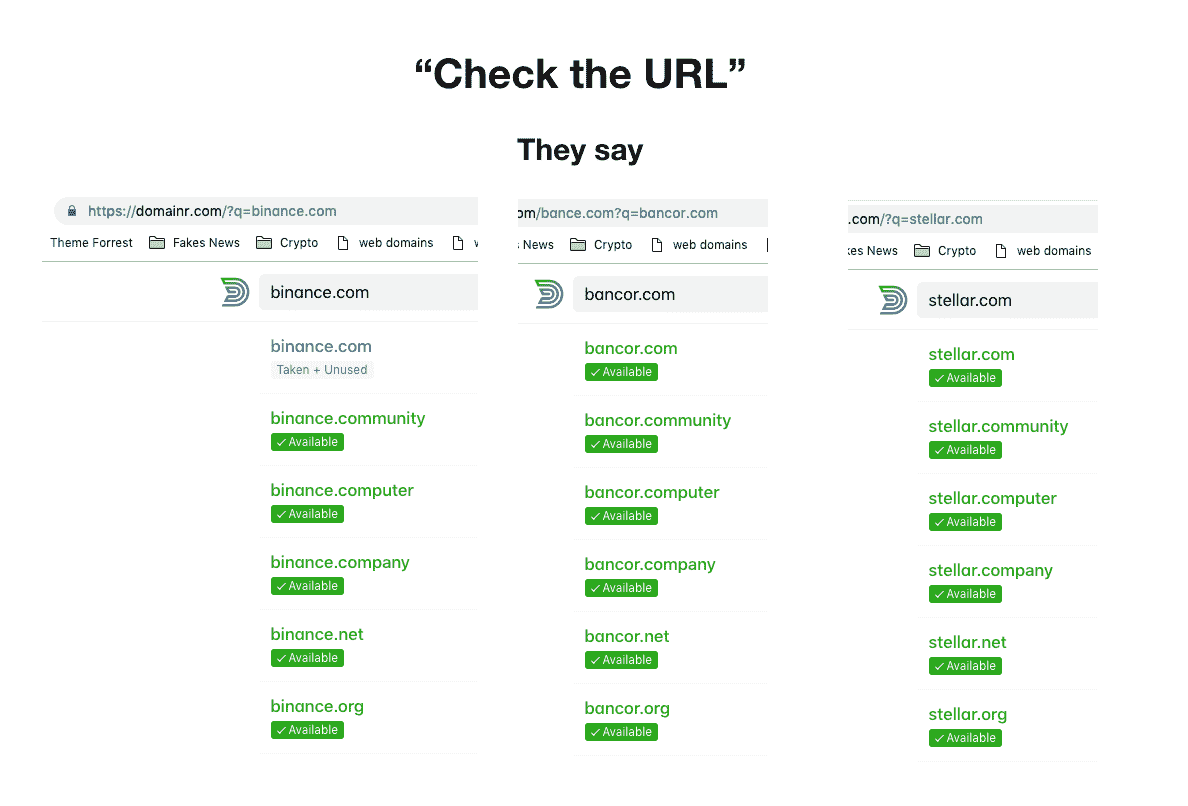 “Check the URL”
They say
https://domainr.com/?q=binance.com
Theme Forrest Fakes News Crypto web domains
binance.com
binance.com
Taken + Unused
binance.community
✓ Available
binance.computer
✓ Available
binance.company
✓ Available
binance.net
✓ Available
binance.org
✓ Available
om/bance.com?q=bancor.com
s News Crypto web domains
bancor.com
bancor.com
✓ Available
bancor.community
✓ Available
bancor.computer
✓ Available
bancor.company
✓ Available
bancor.net
✓ Available
bancor.org
✓ Available
.com/?q=stellar.com
kes News Crypto web domains
stellar.com
stellar.com
✓ Available
stellar.community
✓ Available
stellar.computer
✓ Available
stellar.company
✓ Available
stellar.net
✓ Available
stellar.org
✓ Available